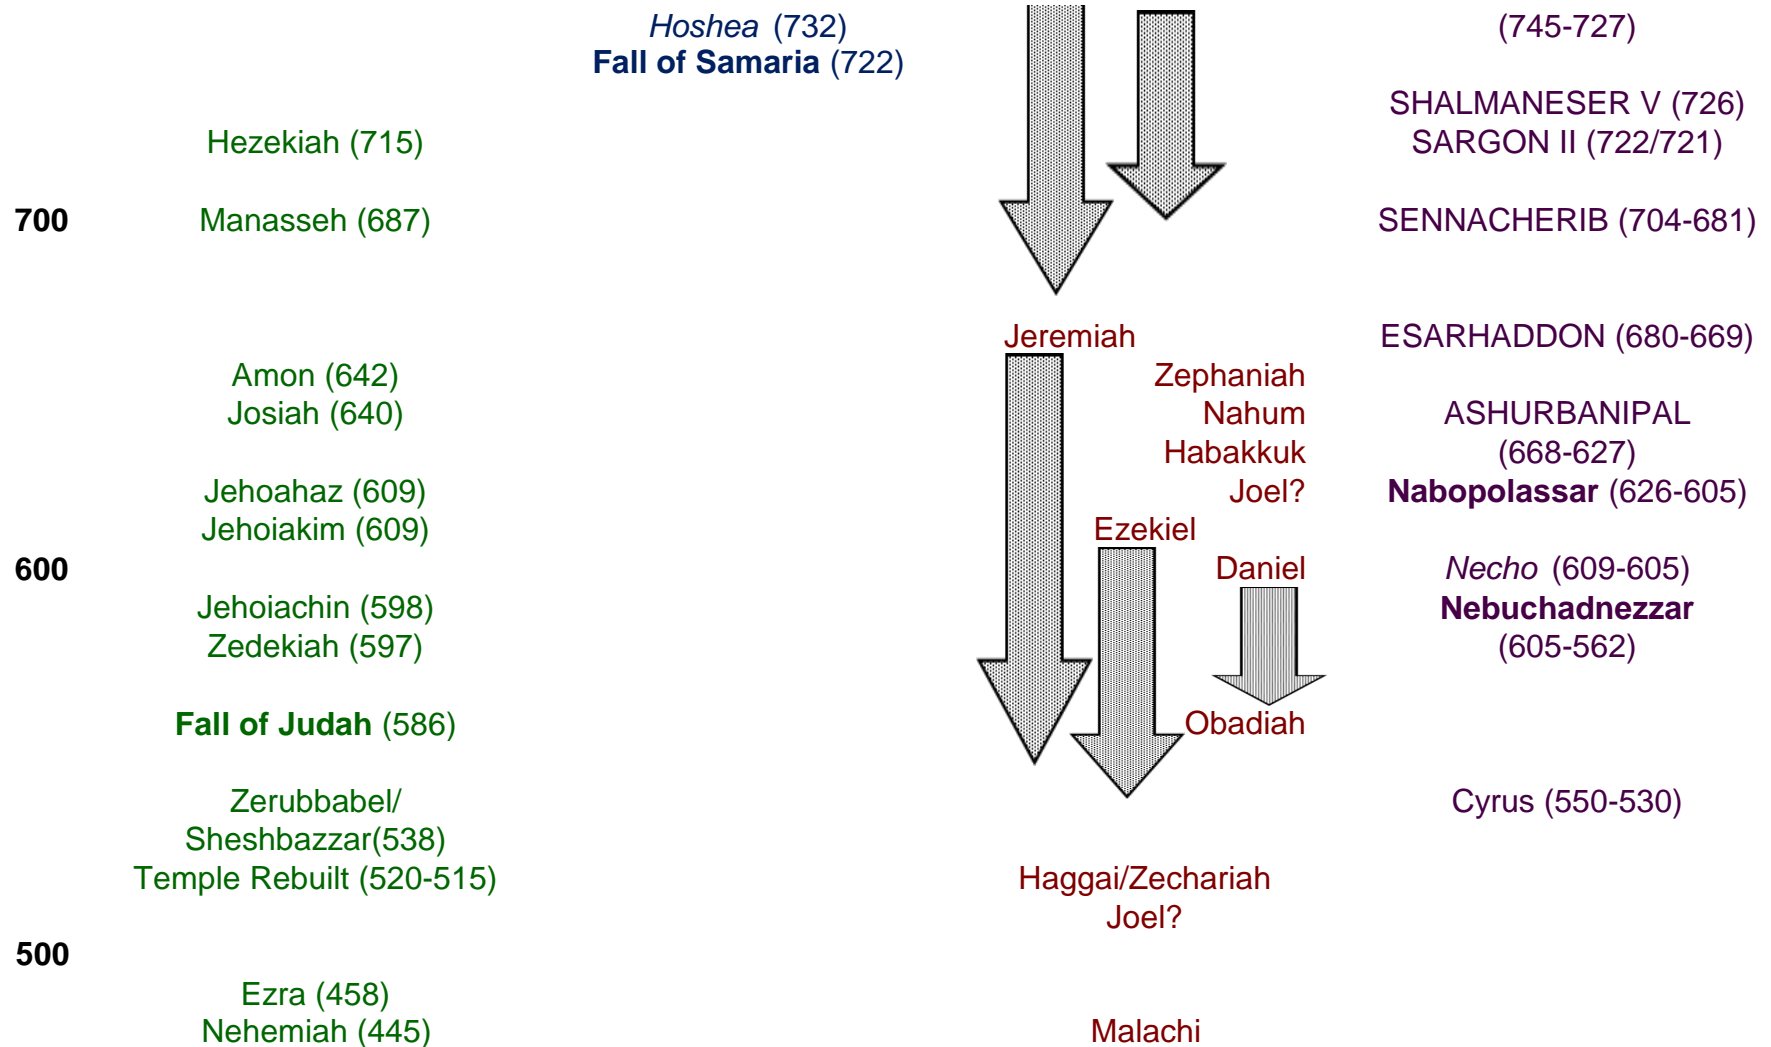 Hoshea (732)
(745-727)
Fall of Samaria (722)
SHALMANESER V (726)
Hezekiah (715)
SARGON II (722/721)
700
Manasseh (687)
SENNACHERIB (704-681)
Jeremiah
ESARHADDON (680-669)
Amon (642)
Zephaniah
Josiah (640)
Nahum
ASHURBANIPAL
Habakkuk
(668-627)
Jehoahaz (609)
Joel?
Nabopolassar (626-605)
Jehoiakim (609)
Ezekiel
600
Daniel
Necho (609-605)
Jehoiachin (598)
Nebuchadnezzar
Zedekiah (597)
(605-562)
Fall of Judah (586)
Obadiah
Zerubbabel/
Cyrus (550-530)
Sheshbazzar(538)
Temple Rebuilt (520-515)
Haggai/Zechariah
Joel?
500
Ezra (458)
Nehemiah (445)
Malachi